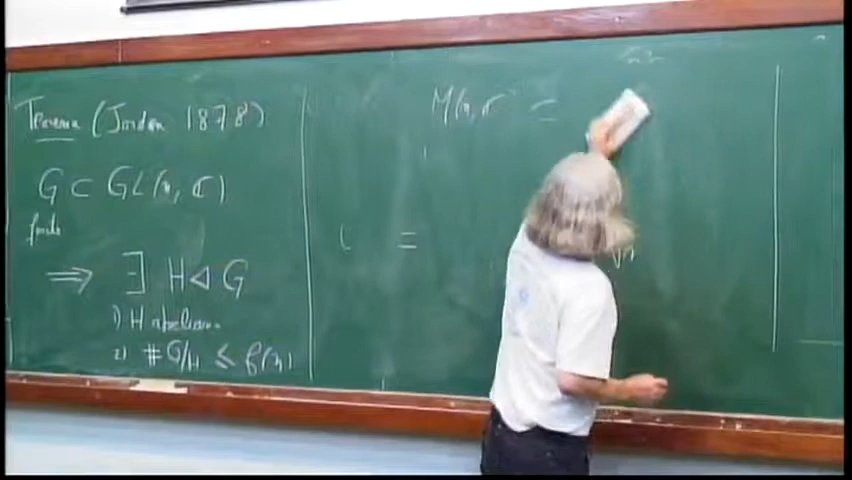 Teorema (Jordan 1878)
G ⊂ GL(n, ℂ)
finito
⟹ ∃ H ◁ G
1) H abeliano
2) # G/H ≤ f(n)
M(n, ℂ =
=